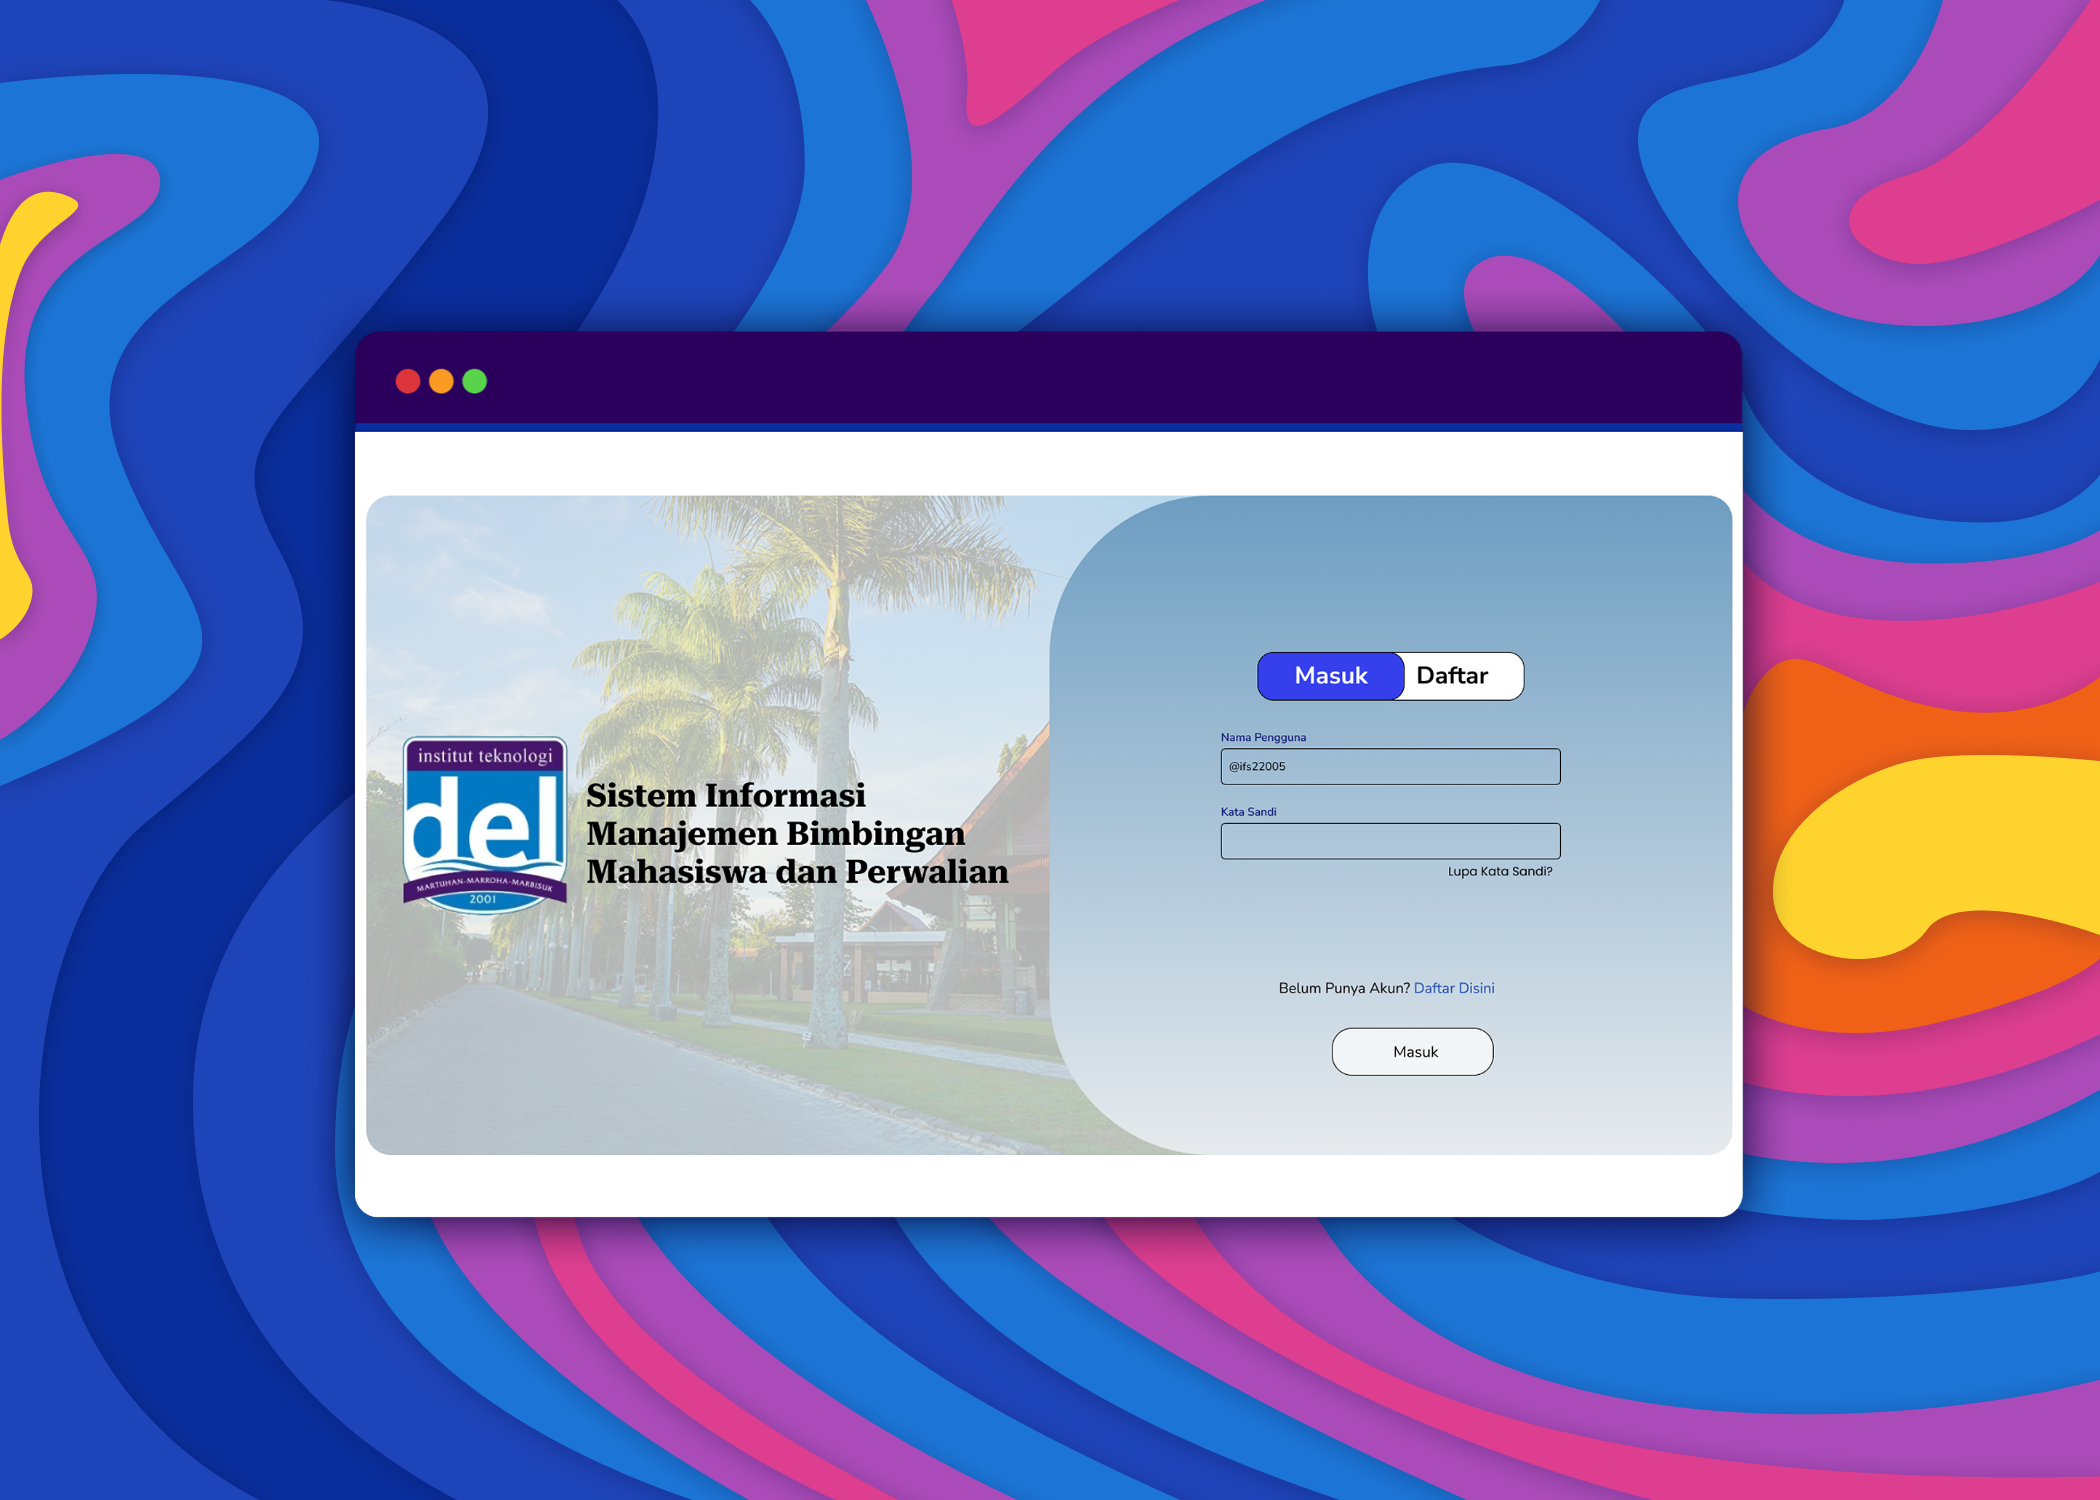 institut teknologi
del
MARTUHAN-MARROHA-MARBISUK
2001
Sistem Informasi
Manajemen Bimbingan
Mahasiswa dan Perwalian
Masuk
Daftar
Nama Pengguna
@ifs22005
Kata Sandi
Lupa Kata Sandi?
Belum Punya Akun? Daftar Disini
Masuk